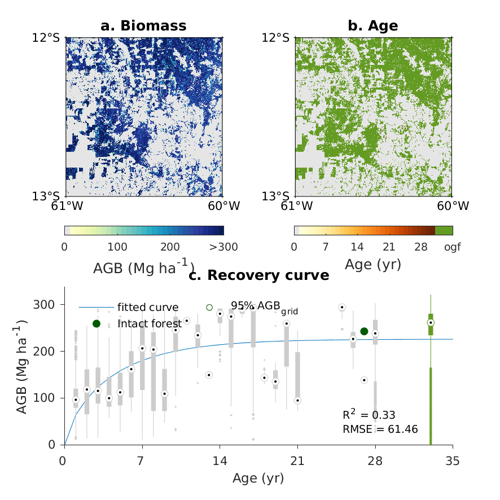 a. Biomass b. Age
12°S 12°S
13°S 13°S
61°W 60°W 61°W 60°W
0 100 200 >300 0 7 14 21 28 ogf
AGB (Mg ha⁻¹) Age (yr)
c. Recovery curve
300
200
100
0
AGB (Mg ha⁻¹)
fitted curve 95% AGB_grid
Intact forest
R² = 0.33
RMSE = 61.46
0 7 14 21 28 35
Age (yr)